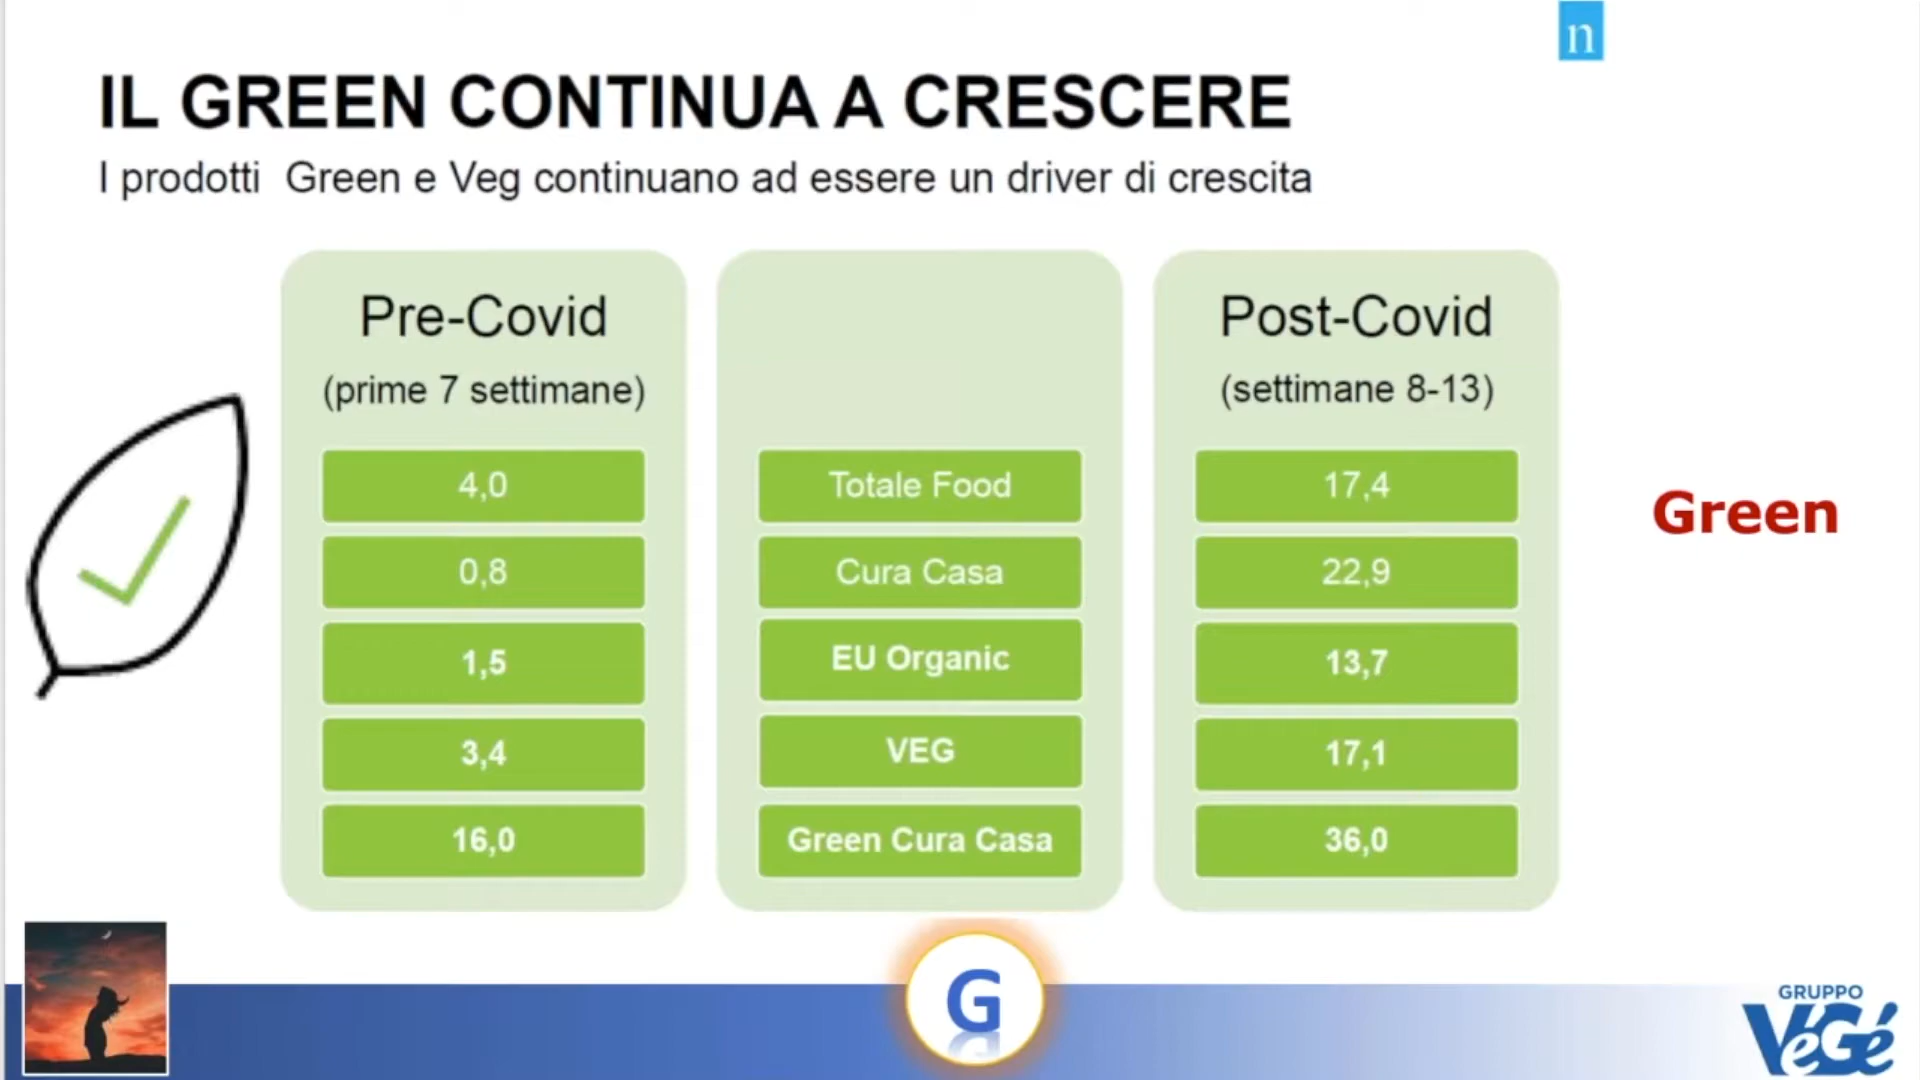 n
IL GREEN CONTINUA A CRESCERE
I prodotti Green e Veg continuano ad essere un driver di crescita
Pre-Covid
(prime 7 settimane)
Post-Covid
(settimane 8-13)
4,0
Totale Food
17,4
0,8
Cura Casa
22,9
1,5
EU Organic
13,7
3,4
VEG
17,1
16,0
Green Cura Casa
36,0
Green
G
GRUPPO
VéGé